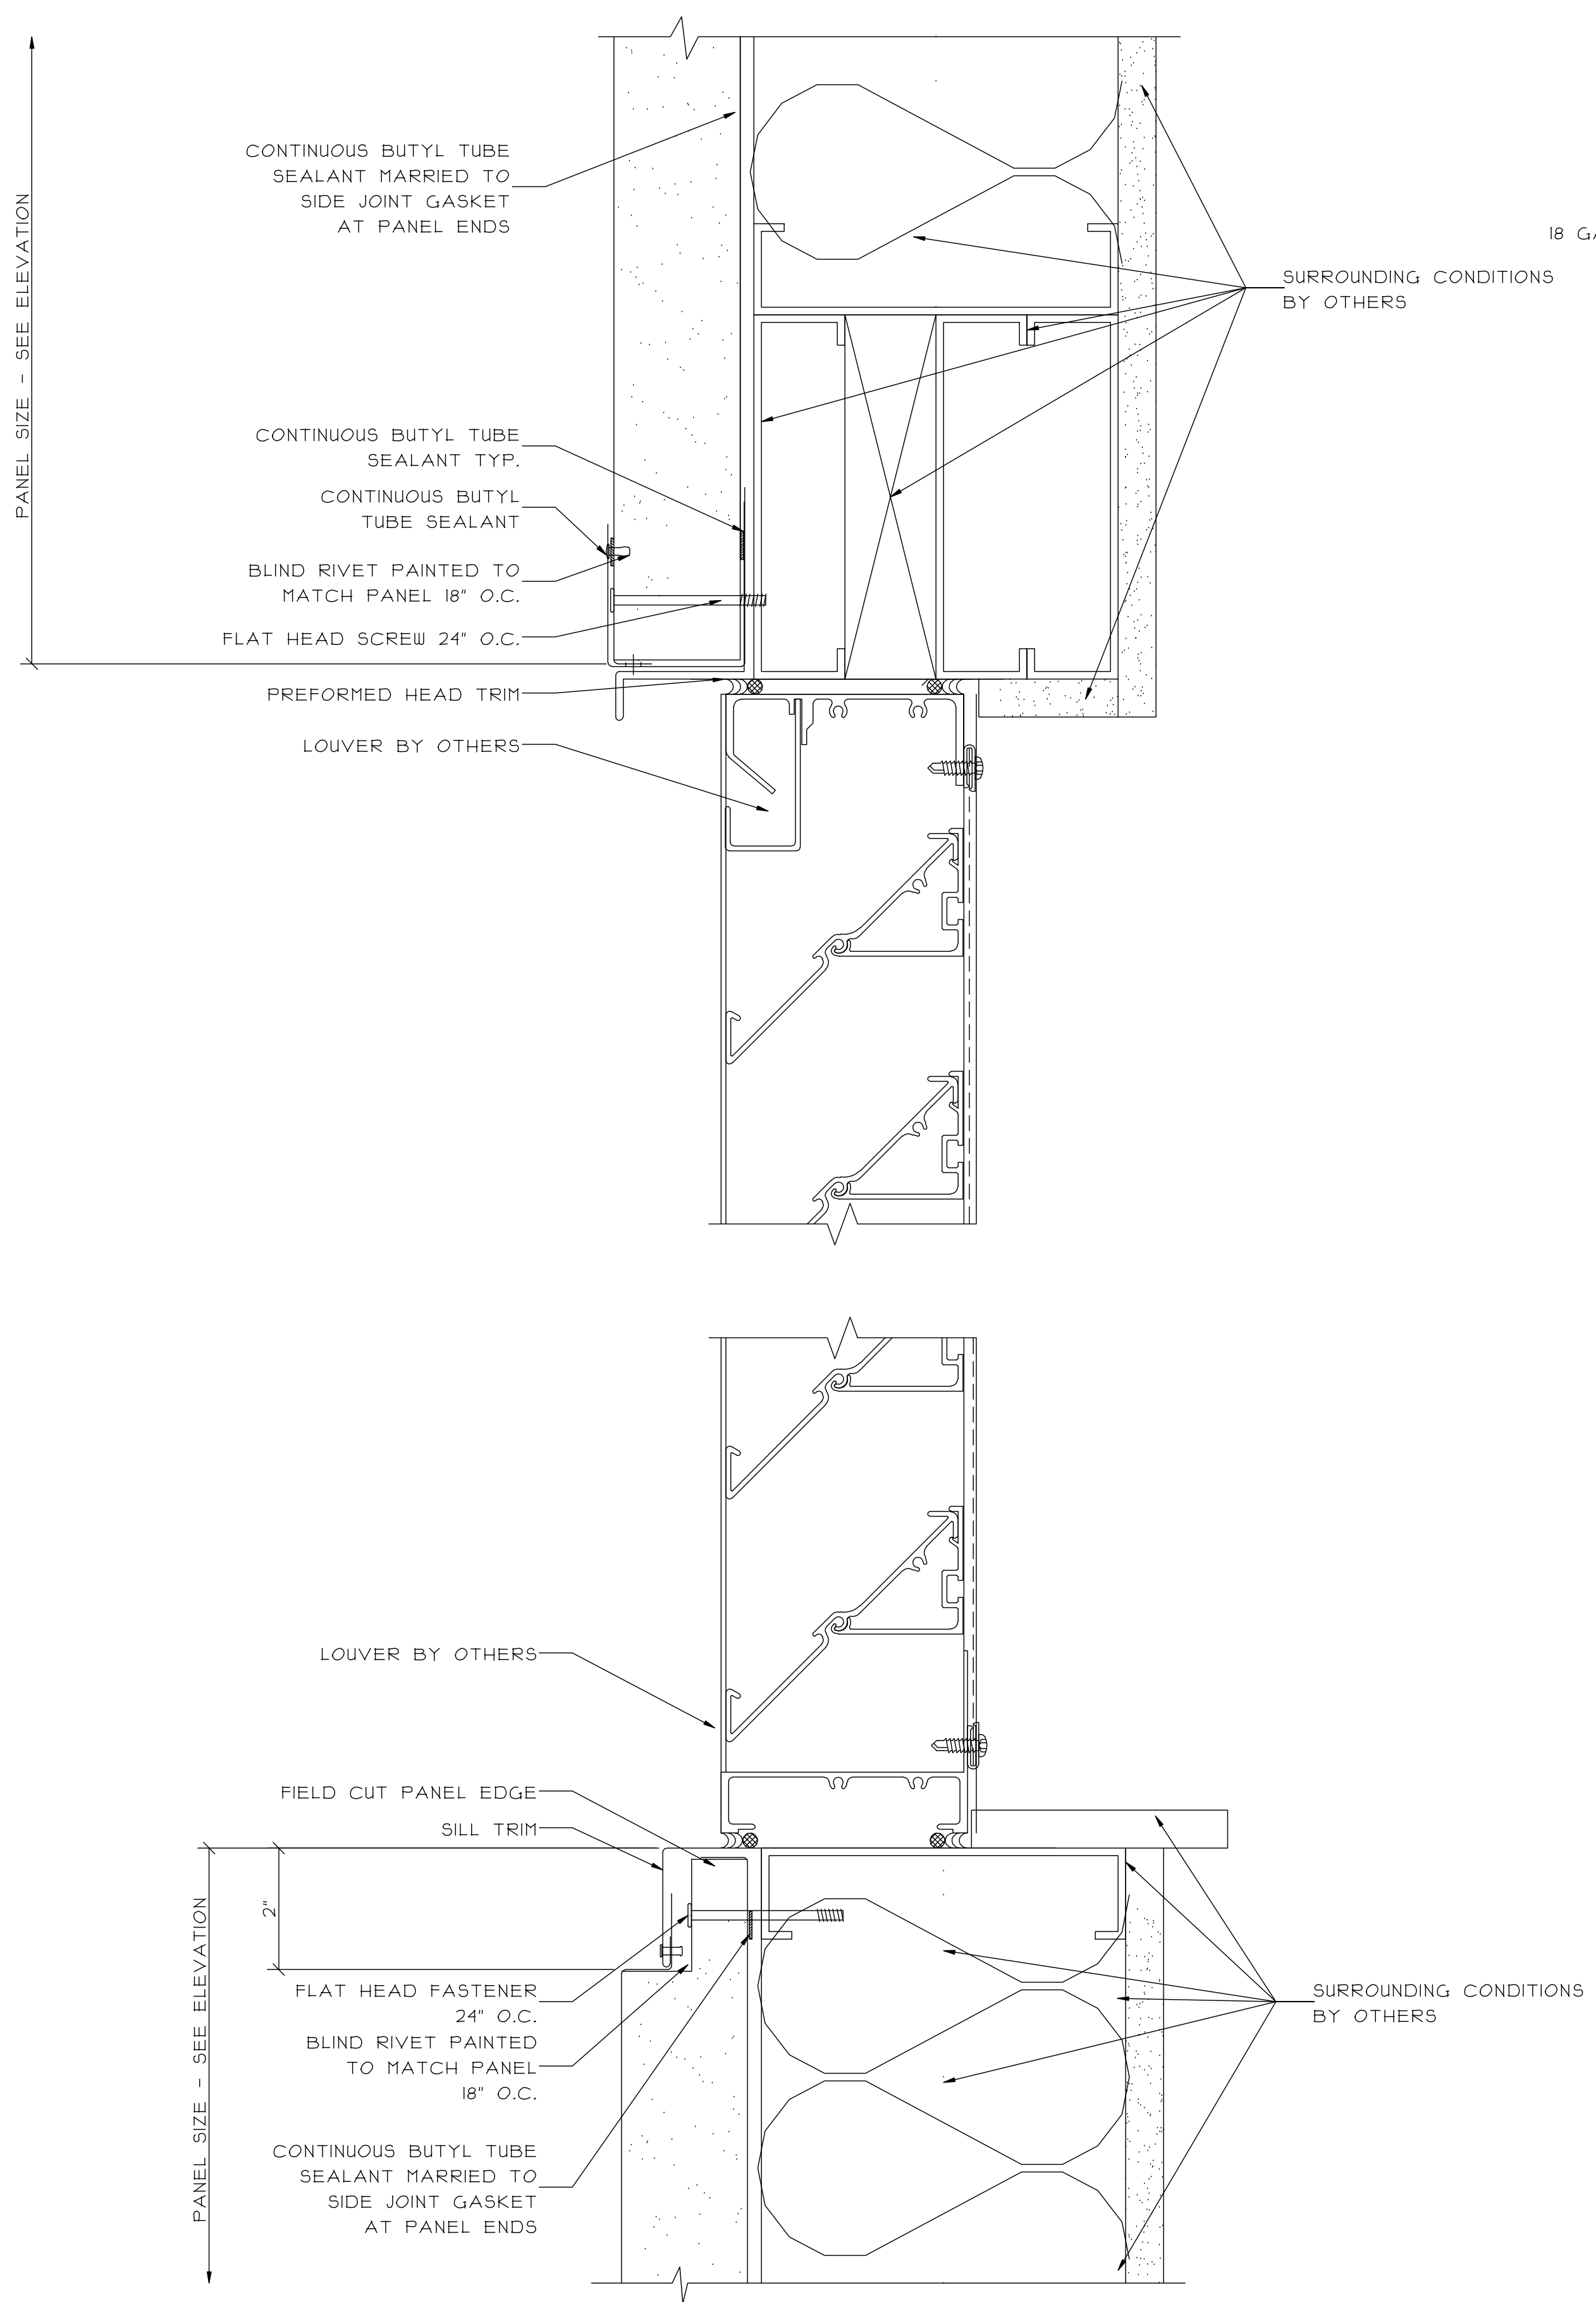 CONTINUOUS BUTYL TUBE
SEALANT MARRIED TO
SIDE JOINT GASKET
AT PANEL ENDS
PANEL SIZE - SEE ELEVATION
18 GA
SURROUNDING CONDITIONS
BY OTHERS
CONTINUOUS BUTYL TUBE
SEALANT TYP.
CONTINUOUS BUTYL
TUBE SEALANT
BLIND RIVET PAINTED TO
MATCH PANEL 18" O.C.
FLAT HEAD SCREW 24" O.C.
PREFORMED HEAD TRIM
LOUVER BY OTHERS
LOUVER BY OTHERS
FIELD CUT PANEL EDGE
SILL TRIM
2"
PANEL SIZE - SEE ELEVATION
FLAT HEAD FASTENER
24" O.C.
BLIND RIVET PAINTED
TO MATCH PANEL
18" O.C.
SURROUNDING CONDITIONS
BY OTHERS
CONTINUOUS BUTYL TUBE
SEALANT MARRIED TO
SIDE JOINT GASKET
AT PANEL ENDS